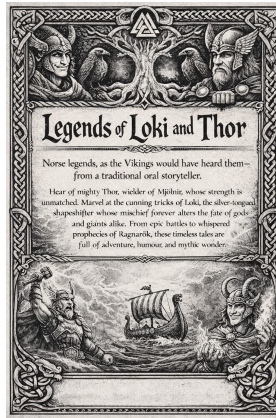 Legends of Loki and Thor
Norse legends, as the Vikings would have heard them–
from a traditional oral storyteller.
Hear of mighty Thor, wielder of Mjölnir, whose strength is
unmatched. Marvel at the cunning tricks of Loki, the silver-tongued
shapeshifter whose mischief forever alters the fate of gods
and giants alike. From epic battles to whispered
prophecies of Ragnarök, these timeless tales are
full of adventure, humour, and mythic wonder.